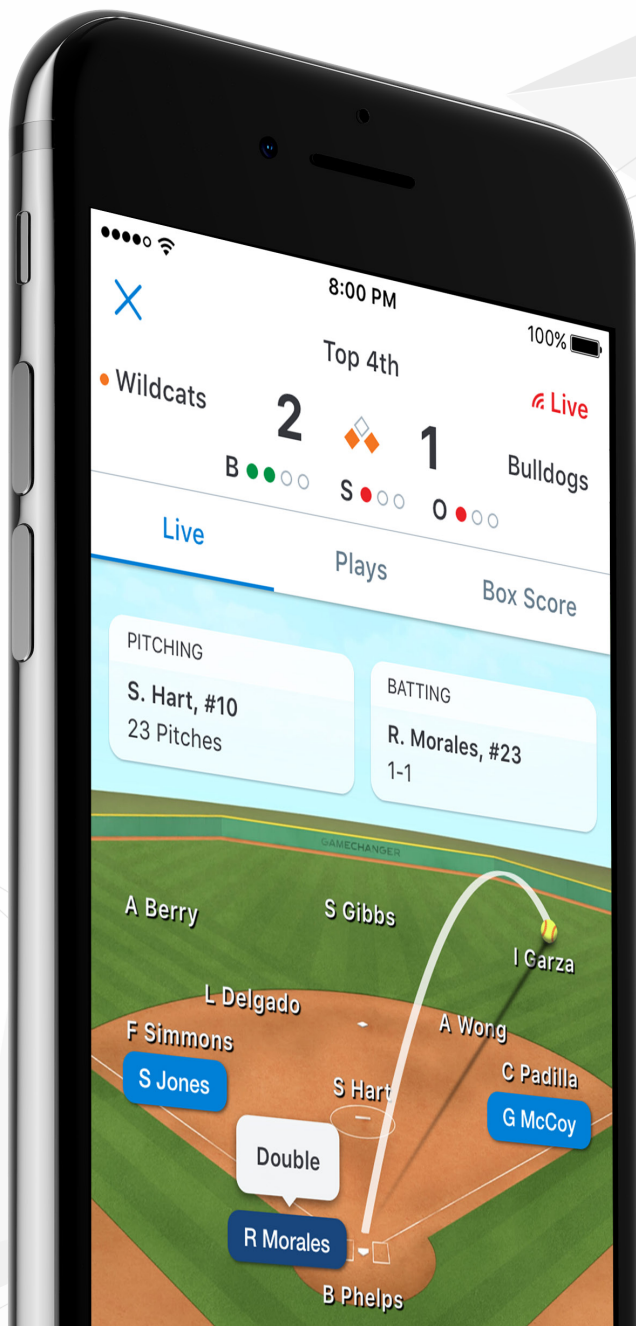 8:00 PM
100%
Top 4th
Live
Wildcats
2
1
Bulldogs
B
S
O
Live
Plays
Box Score
PITCHING
S. Hart, #10
23 Pitches
BATTING
R. Morales, #23
1-1
GAMECHANGER
A Berry
S Gibbs
I Garza
L Delgado
A Wong
F Simmons
S Jones
S Hart
C Padilla
G McCoy
Double
R Morales
B Phelps